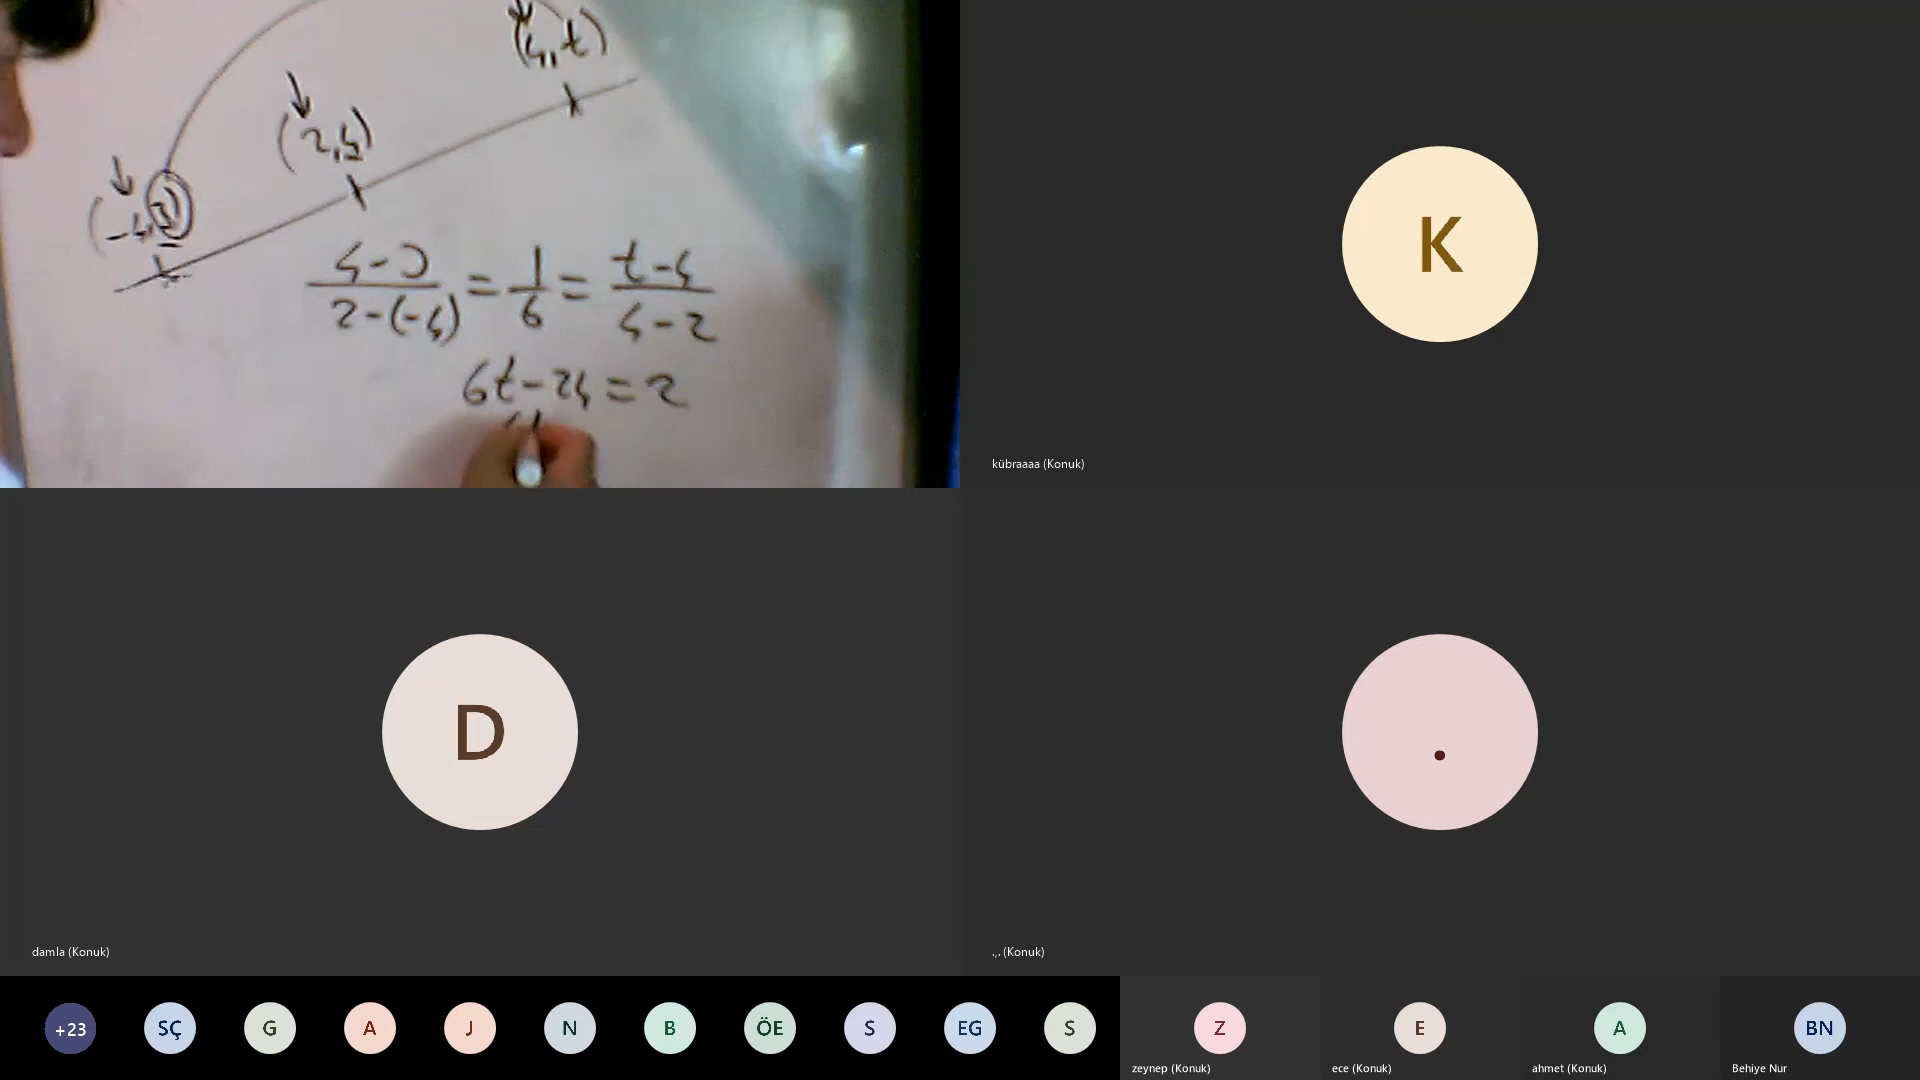 (4, t)
(2, 4)
(-4, 3)
4-3 / 2-(-4) = 1/6 = t-4 / 4-2
6t-24=2
K
kübraaaa (Konuk)
D
damla (Konuk)
.
.,. (Konuk)
+23 SÇ G A J N B ÖE S EG S Z E A BN
zeynep (Konuk) ece (Konuk) ahmet (Konuk) Behiye Nur